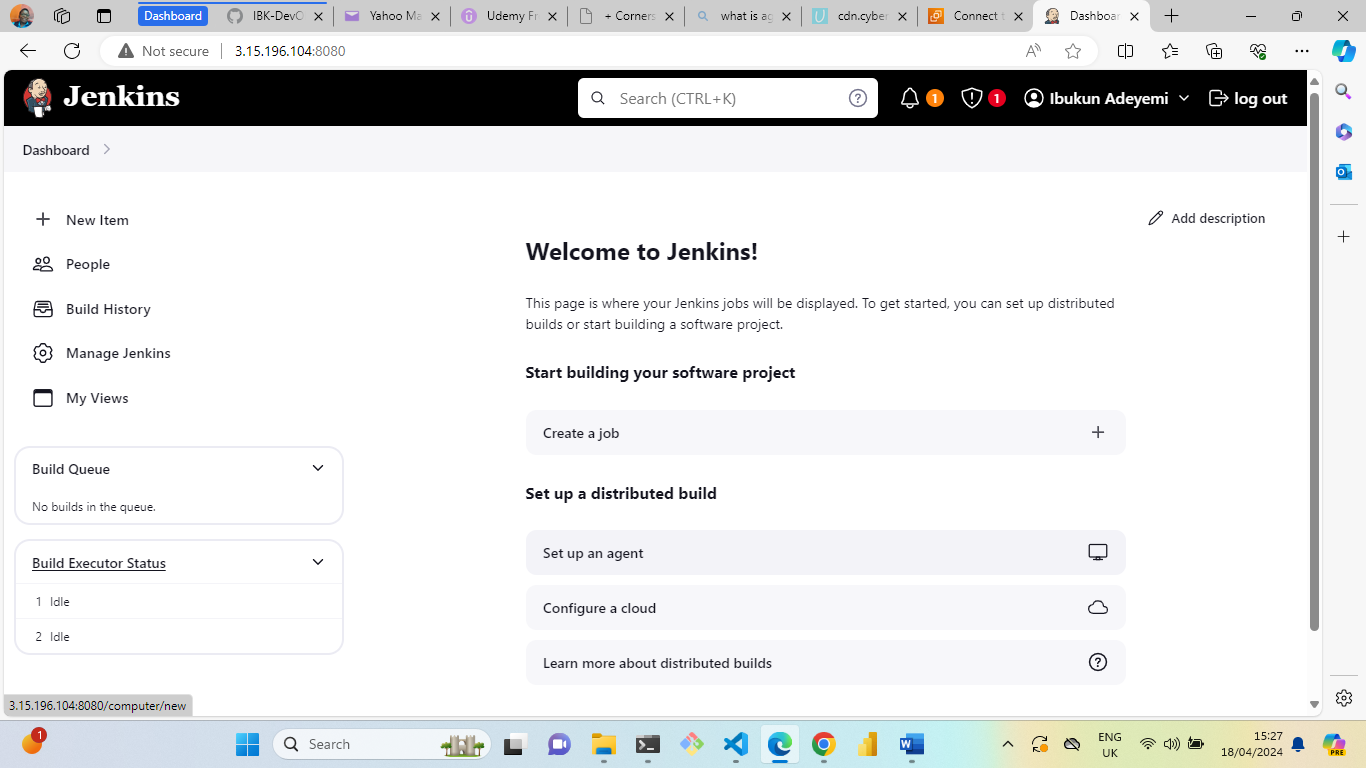 Dashboard
IBK-DevO
Yahoo Ma
Udemy Fr
+ Corners
what is ag
cdn.cybe
Connect t
Dashboar
Not secure
3.15.196.104:8080
Jenkins
Search (CTRL+K)
1
1
Ibukun Adeyemi
log out
Dashboard
New Item
People
Build History
Manage Jenkins
My Views
Build Queue
No builds in the queue.
Build Executor Status
1 Idle
2 Idle
Add description
Welcome to Jenkins!
This page is where your Jenkins jobs will be displayed. To get started, you can set up distributed
builds or start building a software project.
Start building your software project
Create a job
Set up a distributed build
Set up an agent
Configure a cloud
Learn more about distributed builds
3.15.196.104:8080/computer/new
1
Search
ENG
UK
15:27
18/04/2024
PRE